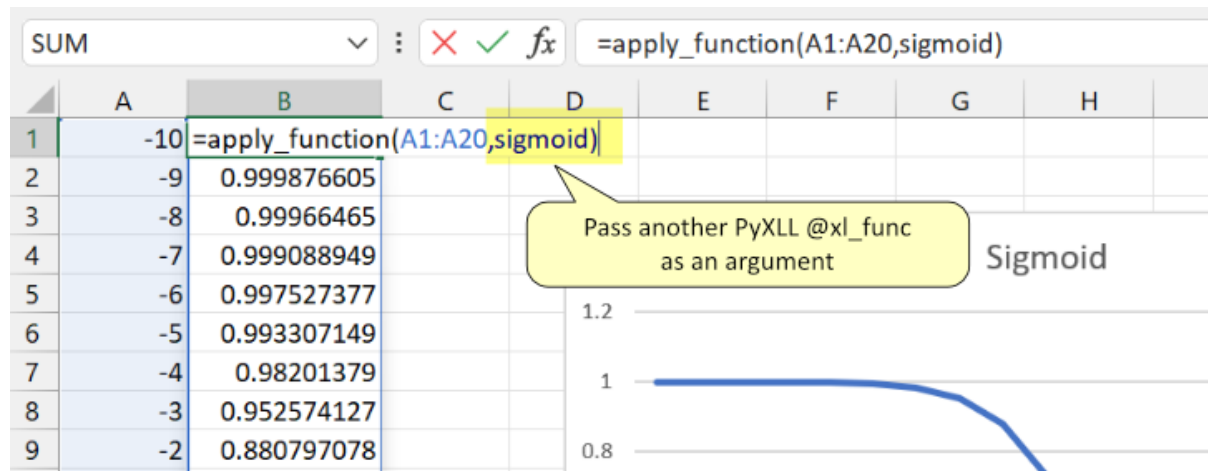 SUM fx =apply_function(A1:A20,sigmoid)
A B C D E F G H
1 -10 =apply_function(A1:A20,sigmoid)
2 -9 0.999876605
3 -8 0.99966465
4 -7 0.999088949
5 -6 0.997527377
6 -5 0.993307149
7 -4 0.98201379
8 -3 0.952574127
9 -2 0.880797078
Pass another PyXLL @xl_func
as an argument
Sigmoid
1.2
1
0.8